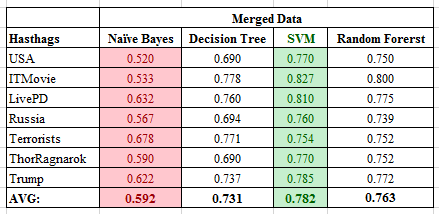 Merged Data
Hasthags Naïve Bayes Decision Tree SVM Random Forerst
USA 0.520 0.690 0.770 0.750
ITMovie 0.533 0.778 0.827 0.800
LivePD 0.632 0.760 0.810 0.775
Russia 0.567 0.694 0.760 0.739
Terrorists 0.678 0.771 0.754 0.752
ThorRagnarok 0.590 0.690 0.770 0.752
Trump 0.622 0.737 0.785 0.772
AVG: 0.592 0.731 0.782 0.763